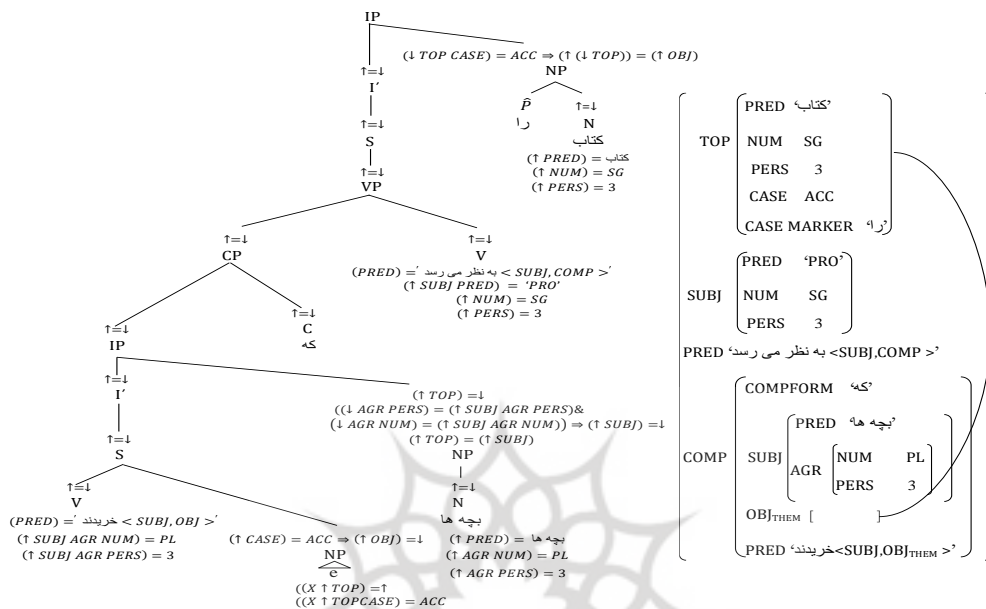 IP
(↓ TOP CASE) = ACC ⇒ (↑ (↓ TOP)) = (↑ OBJ)
↑=↓
NP
I′
P̂
↑=↓
را
N
↑=↓
کتاب
S
(↑ PRED) = کتاب
(↑ NUM) = SG
(↑ PERS) = 3
↑=↓
VP
↑=↓
CP
↑=↓
V
(PRED) =′ به نظر می رسد < SUBJ, COMP >′
(↑ SUBJ PRED) = 'PRO'
(↑ NUM) = SG
(↑ PERS) = 3
↑=↓
C
که
↑=↓
IP
↑=↓
I′
(↑ TOP) =↓
((↓ AGR PERS) = (↑ SUBJ AGR PERS)&
(↓ AGR NUM) = (↑ SUBJ AGR NUM)) ⇒ (↑ SUBJ) =↓
(↑ TOP) = (↑ SUBJ)
NP
↑=↓
N
بچه ها
(↑ PRED) = بچه ها
(↑ AGR NUM) = PL
(↑ AGR PERS) = 3
↑=↓
S
↑=↓
V
(PRED) =′ خریدند < SUBJ, OBJ >′
(↑ SUBJ AGR NUM) = PL
(↑ SUBJ AGR PERS) = 3
(↑ CASE) = ACC ⇒ (↑ OBJ) =↓
NP
e
((X ↑ TOP) =↑
((X ↑ TOPCASE) = ACC
TOP
PRED ‘کتاب’
NUM SG
PERS 3
CASE ACC
CASE MARKER ‘را’
SUBJ
PRED ‘PRO’
NUM SG
PERS 3
PRED ‘به نظر می رسد <SUBJ,COMP >’
COMP
COMPFORM ‘که’
SUBJ
PRED ‘بچه ها’
AGR
NUM PL
PERS 3
OBJTHEM [ ]
PRED ‘خریدند<SUBJ,OBJTHEM >’